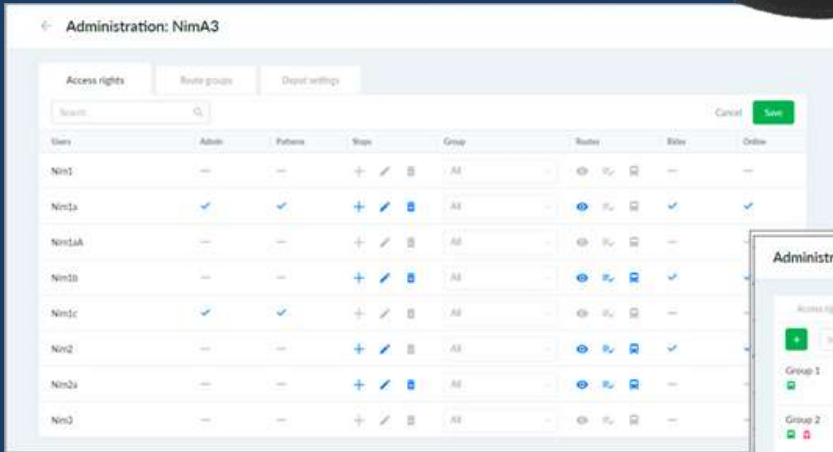 Administration: NimA3
Access rights Route groups Depot settings
Search
Cancel Save
Users Admin Patterns Stops Group Routes Rides Online
Nim1 All
Nim1a All
Nim1aA All
Nim1b All
Nim1c All
Nim2 All
Nim2a All
Nim3 All
Administr
Access rig
Group 1
Group 2